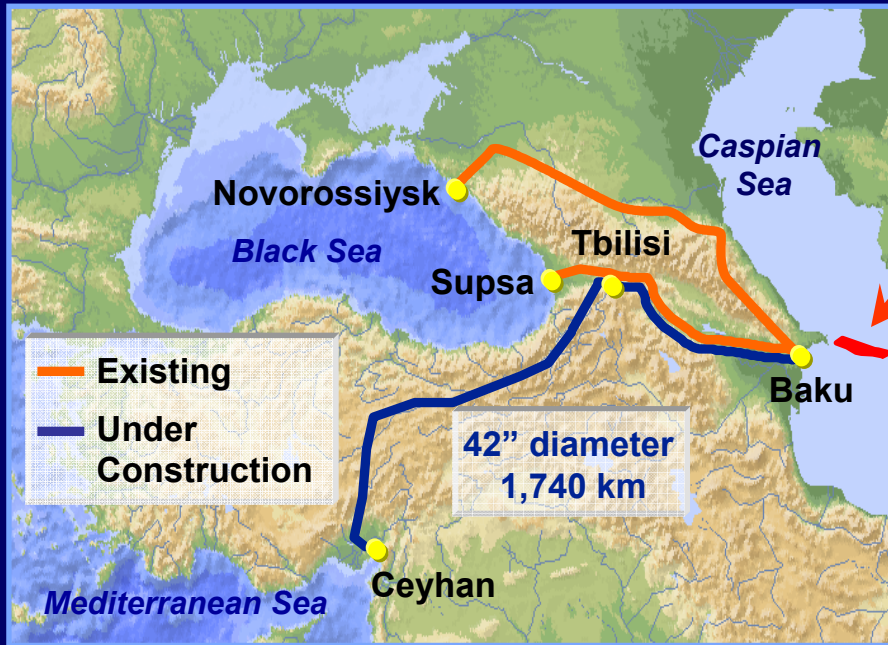 Caspian
Sea
Novorossiysk
Tbilisi
Black Sea
Supsa
Existing
Under
Construction
Baku
42” diameter
1,740 km
Ceyhan
Mediterranean Sea